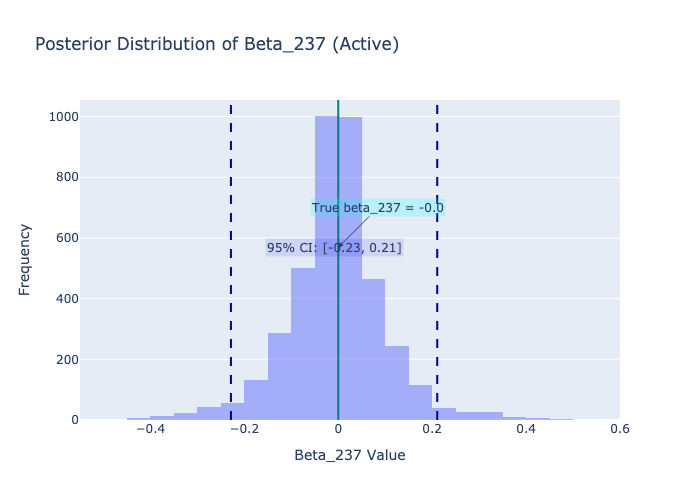 Posterior Distribution of Beta_237 (Active)
1000
800
600
400
200
0
Frequency
True beta_237 = -0.0
95% CI: [-0.23, 0.21]
−0.4
−0.2
0
0.2
0.4
0.6
Beta_237 Value